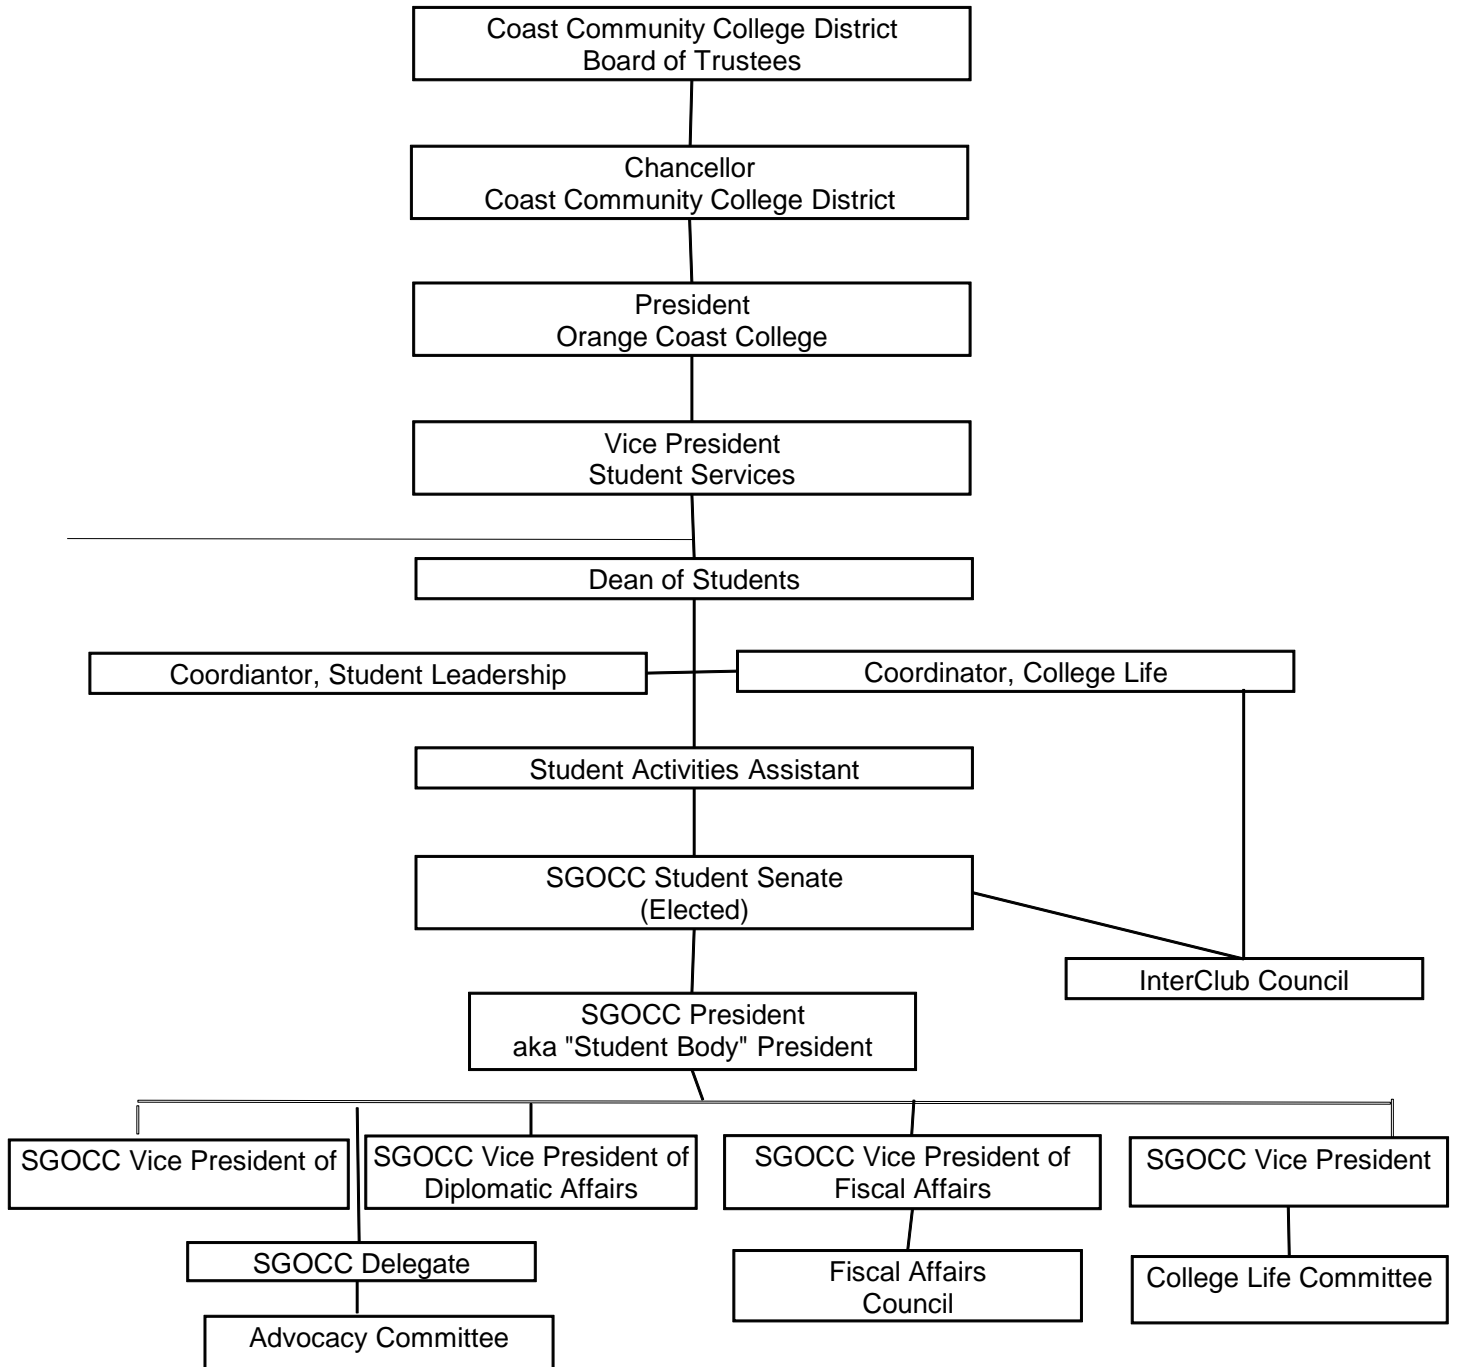 Coast Community College District
Board of Trustees
Chancellor
Coast Community College District
President
Orange Coast College
Vice President
Student Services
Dean of Students
Coordiantor, Student Leadership
Coordinator, College Life
Student Activities Assistant
SGOCC Student Senate
(Elected)
InterClub Council
SGOCC President
aka "Student Body" President
SGOCC Vice President of
SGOCC Vice President of
Diplomatic Affairs
SGOCC Vice President of
Fiscal Affairs
SGOCC Vice President
SGOCC Delegate
Fiscal Affairs
Council
College Life Committee
Advocacy Committee